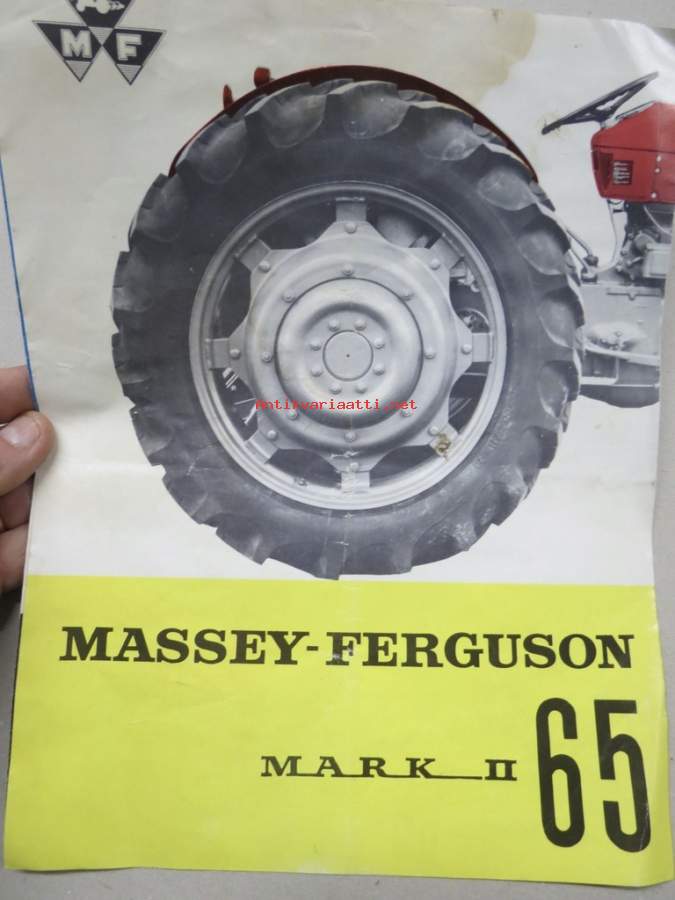 M F
Antikvariaatti.net
MASSEY-FERGUSON
MARK II 65